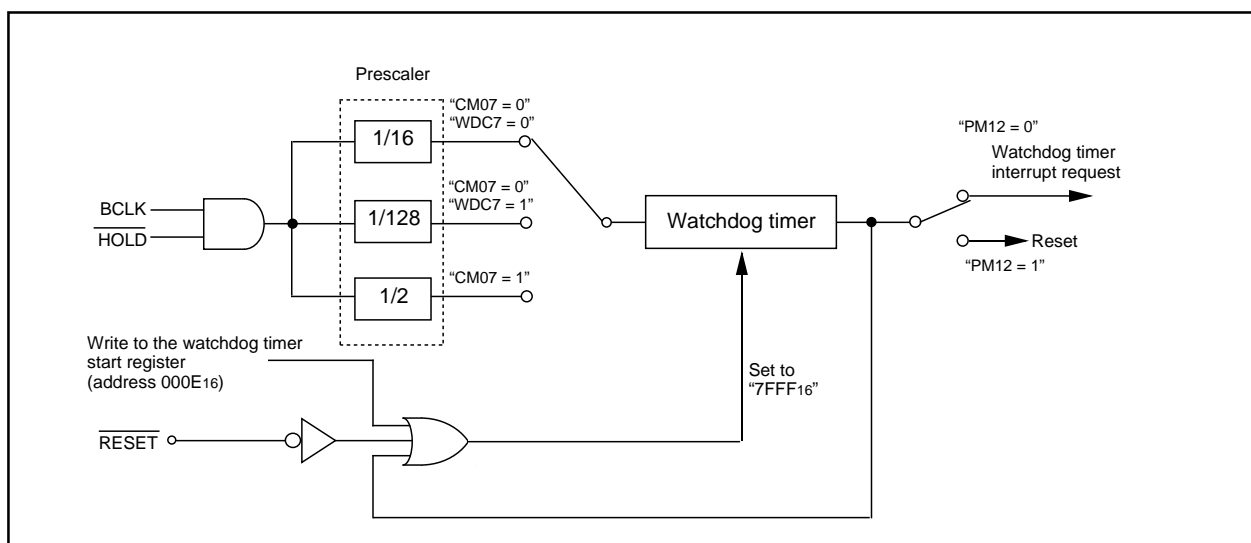 Prescaler
“CM07 = 0”
“WDC7 = 0”
1/16
“CM07 = 0”
“WDC7 = 1”
1/128
“CM07 = 1”
1/2
BCLK
HOLD
Watchdog timer
“PM12 = 0”
Watchdog timer
interrupt request
Reset
“PM12 = 1”
Write to the watchdog timer
start register
(address 000E16)
RESET
Set to
“7FFF16”